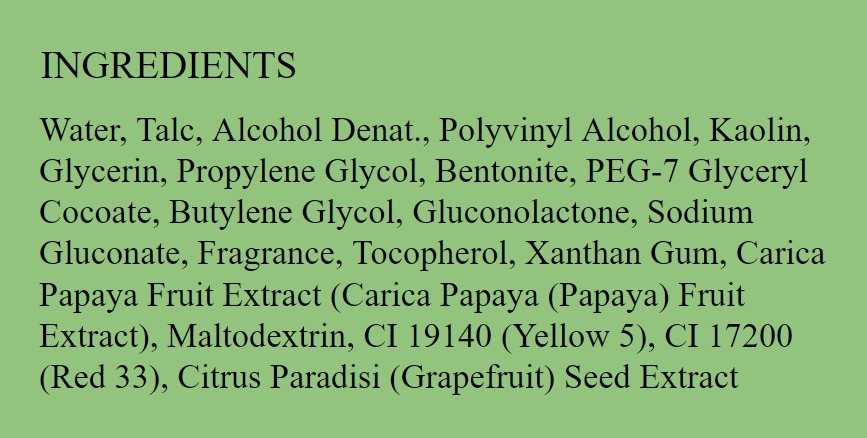 INGREDIENTS
Water, Talc, Alcohol Denat., Polyvinyl Alcohol, Kaolin,
Glycerin, Propylene Glycol, Bentonite, PEG-7 Glyceryl
Cocoate, Butylene Glycol, Gluconolactone, Sodium
Gluconate, Fragrance, Tocopherol, Xanthan Gum, Carica
Papaya Fruit Extract (Carica Papaya (Papaya) Fruit
Extract), Maltodextrin, CI 19140 (Yellow 5), CI 17200
(Red 33), Citrus Paradisi (Grapefruit) Seed Extract